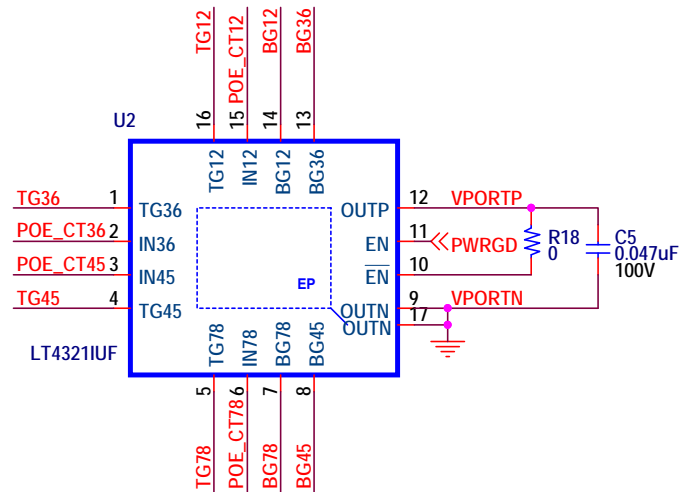 TG12
POE_CT12
BG12
BG36
16
15
14
13
U2
TG12
IN12
BG12
BG36
TG36 1 TG36
POE_CT36 2 IN36
POE_CT45 3 IN45
TG45 4 TG45
OUTP 12 VPORTP
EN 11 PWRGD
EN 10
OUTN 9 VPORTN
OUTN 17
R18
0
C5
0.047uF
100V
EP
LT4321IUF
TG78
IN78
BG78
BG45
5
6
7
8
TG78
POE_CT78
BG78
BG45